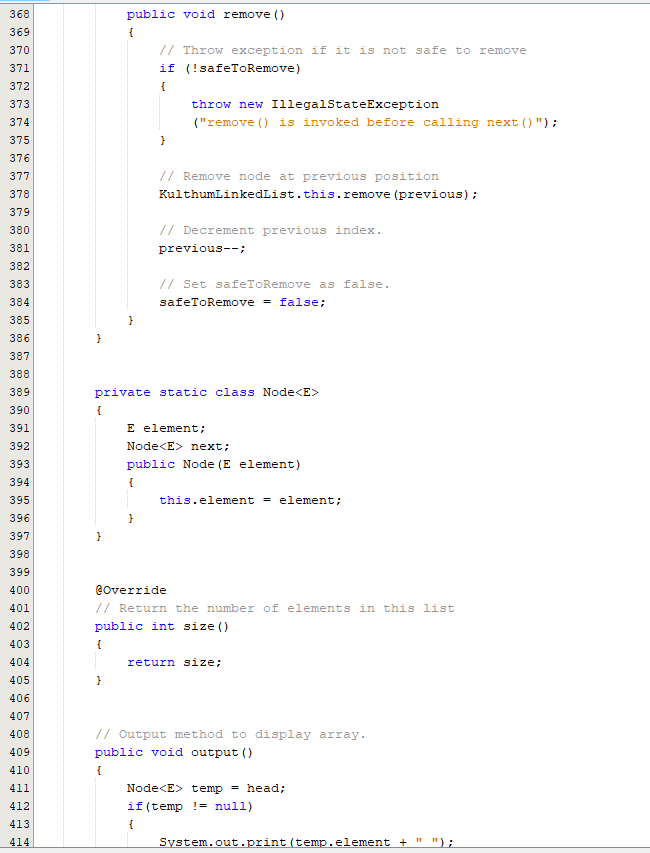 368 public void remove()
369 {
370 // Throw exception if it is not safe to remove
371 if (!safeToRemove)
372 {
373 throw new IllegalStateException
374 ("remove() is invoked before calling next()");
375 }
376
377 // Remove node at previous position
378 KulthumLinkedList.this.remove(previous);
379
380 // Decrement previous index.
381 previous--;
382
383 // Set safeToRemove as false.
384 safeToRemove = false;
385 }
386 }
387
388
389 private static class Node<E>
390 {
391 E element;
392 Node<E> next;
393 public Node(E element)
394 {
395 this.element = element;
396 }
397 }
398
399
400 @Override
401 // Return the number of elements in this list
402 public int size()
403 {
404 return size;
405 }
406
407
408 // Output method to display array.
409 public void output()
410 {
411 Node<E> temp = head;
412 if(temp != null)
413 {
414 System.out.print(temp.element + " ");